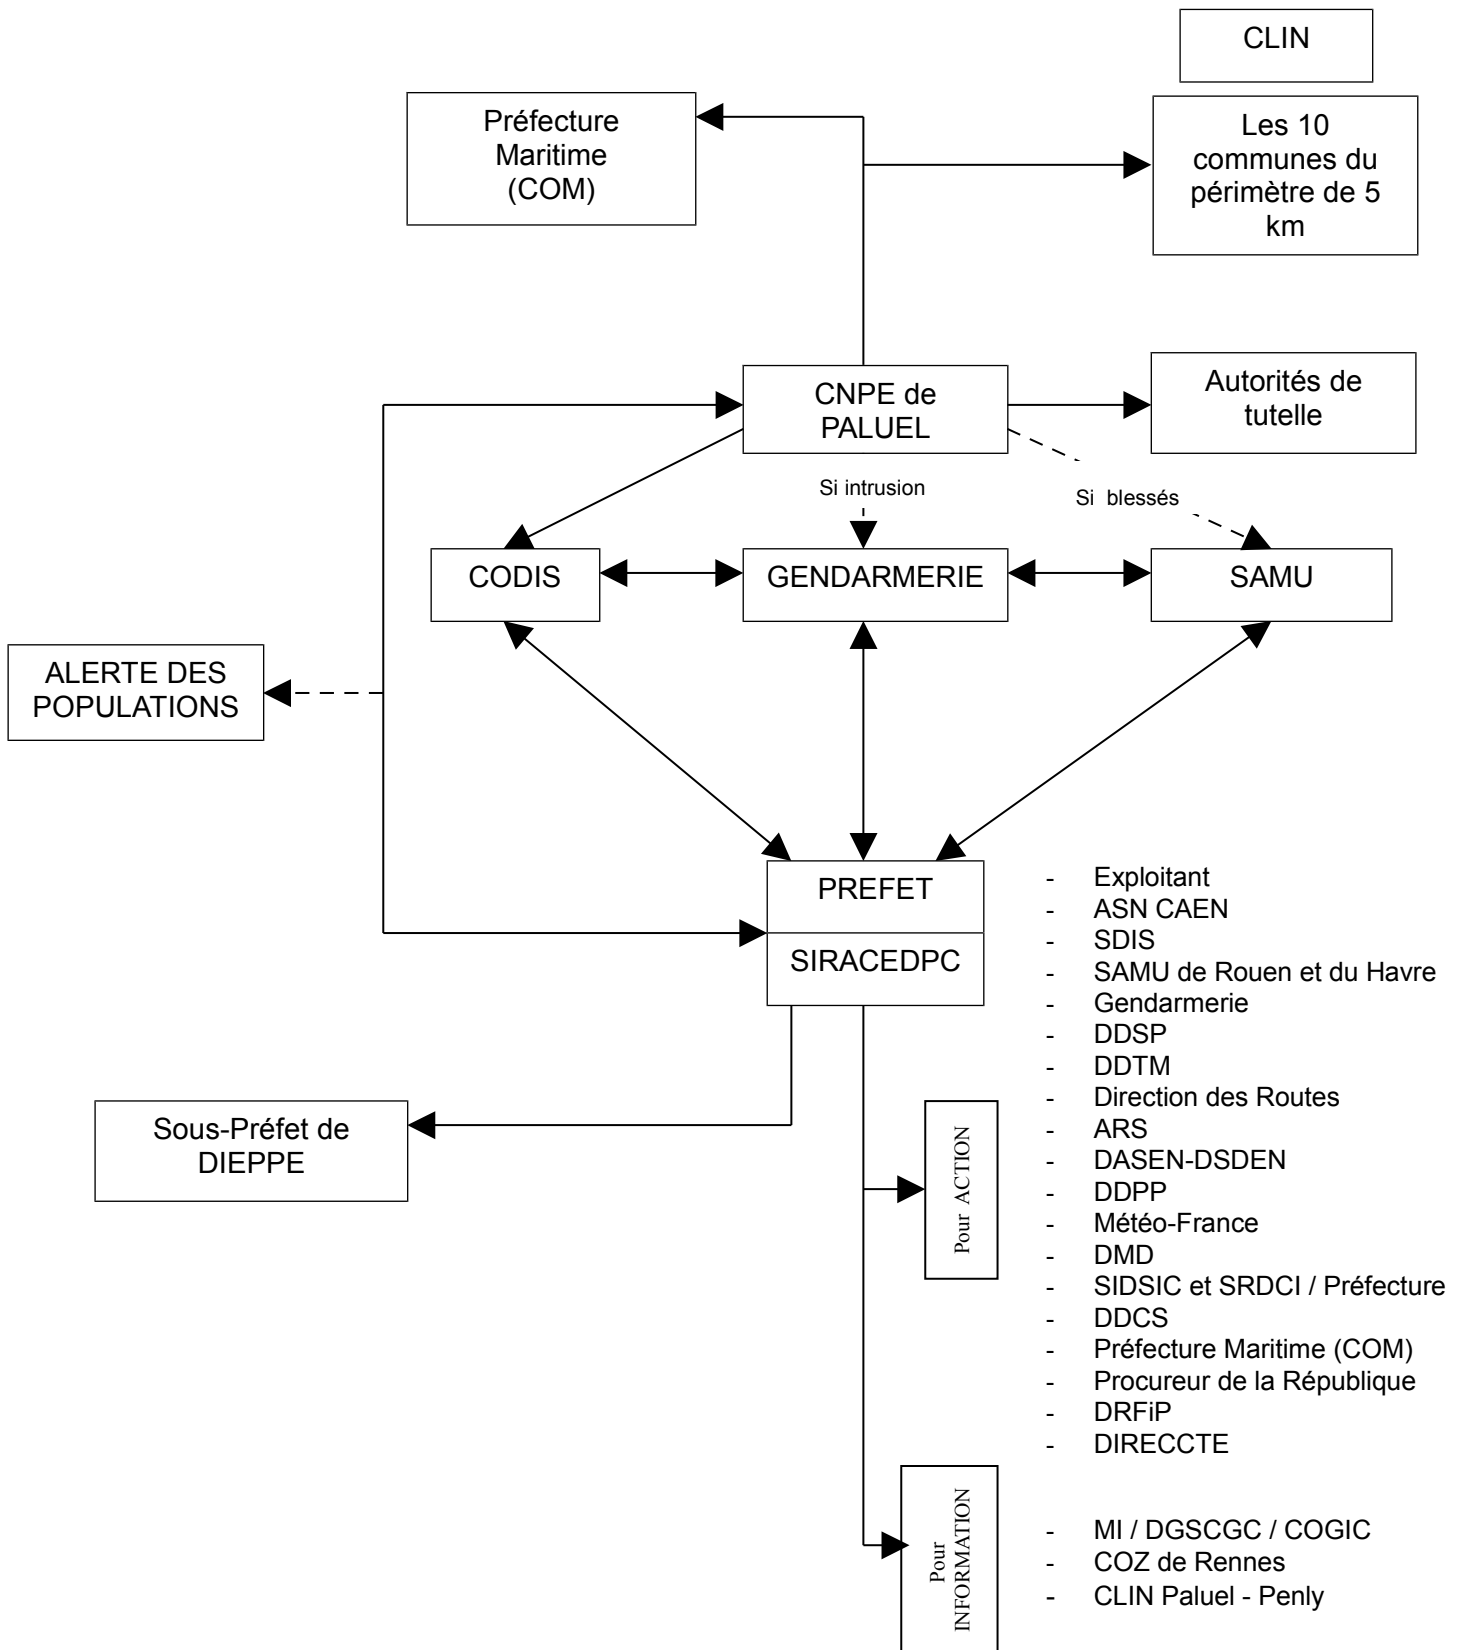 CLIN
Préfecture
Maritime
(COM)
Les 10
communes du
périmètre de 5
km
CNPE de
PALUEL
Autorités de
tutelle
Si intrusion
Si blessés
CODIS
GENDARMERIE
SAMU
ALERTE DES
POPULATIONS
PREFET
SIRACEDPC
- Exploitant
- ASN CAEN
- SDIS
- SAMU de Rouen et du Havre
- Gendarmerie
- DDSP
- DDTM
- Direction des Routes
- ARS
- DASEN-DSDEN
- DDPP
- Météo-France
- DMD
- SIDSIC et SRDCI / Préfecture
- DDCS
- Préfecture Maritime (COM)
- Procureur de la République
- DRFiP
- DIRECCTE
Sous-Préfet de
DIEPPE
Pour ACTION
Pour
INFORMATION
- MI / DGSCGC / COGIC
- COZ de Rennes
- CLIN Paluel - Penly